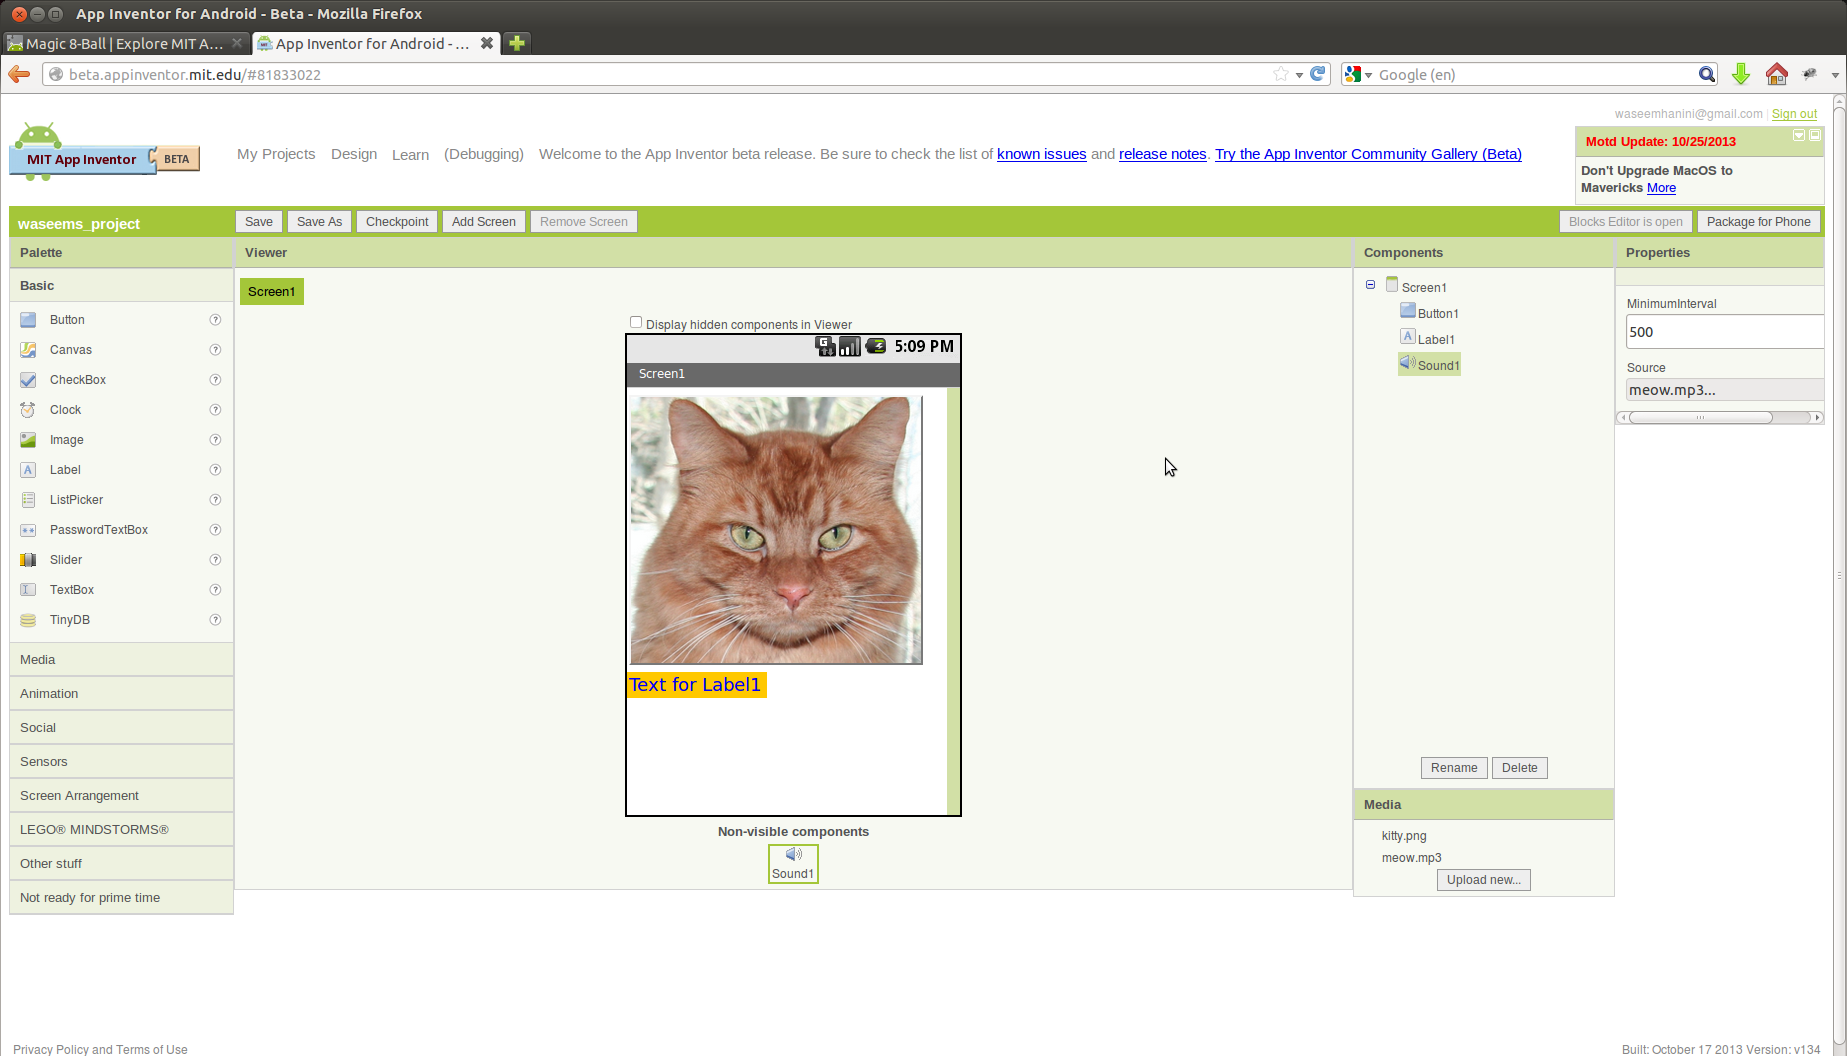 App Inventor for Android - Beta - Mozilla Firefox
Magic 8-Ball | Explore MIT A...
App Inventor for Android - ...
beta.appinventor.mit.edu/#81833022
Google (en)
waseemhanini@gmail.com | Sign out
MIT App Inventor BETA
My Projects Design Learn (Debugging) Welcome to the App Inventor beta release. Be sure to check the list of known issues and release notes. Try the App Inventor Community Gallery (Beta)
Motd Update: 10/25/2013
Don't Upgrade MacOS to
Mavericks More
waseems_project
Save Save As Checkpoint Add Screen Remove Screen
Blocks Editor is open Package for Phone
Palette
Basic
Button ?
Canvas ?
CheckBox ?
Clock ?
Image ?
Label ?
ListPicker ?
PasswordTextBox ?
Slider ?
TextBox ?
TinyDB ?
Media
Animation
Social
Sensors
Screen Arrangement
LEGO® MINDSTORMS®
Other stuff
Not ready for prime time
Viewer
Screen1
Display hidden components in Viewer
G 5:09 PM
Screen1
Text for Label1
Non-visible components
Sound1
Components
Screen1
Button1
A Label1
Sound1
Rename Delete
Media
kitty.png
meow.mp3
Upload new...
Properties
MinimumInterval
500
Source
meow.mp3...
Privacy Policy and Terms of Use
Built: October 17 2013 Version: v134